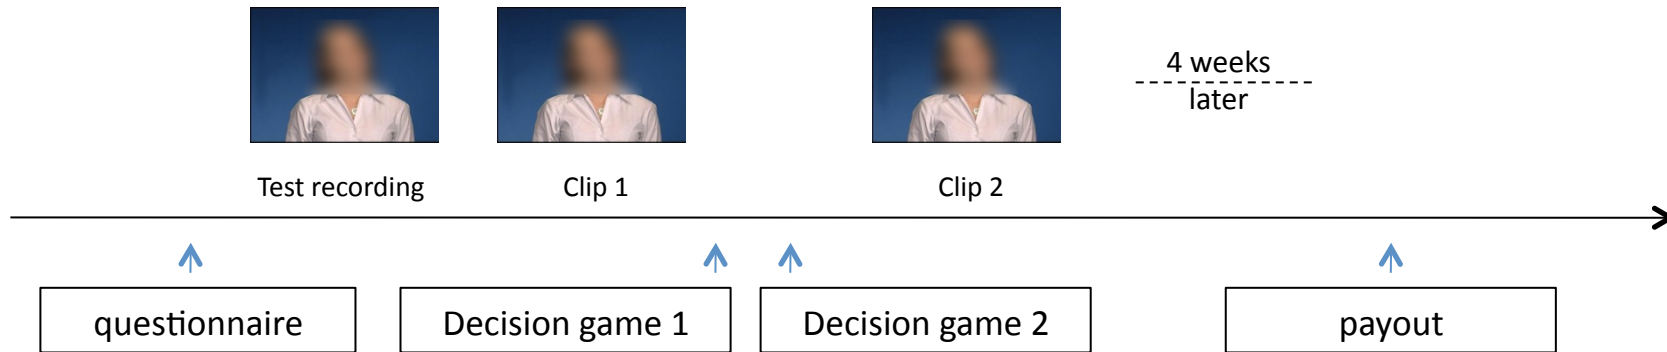 4 weeks
later
Test recording
Clip 1
Clip 2
questionnaire
Decision game 1
Decision game 2
payout